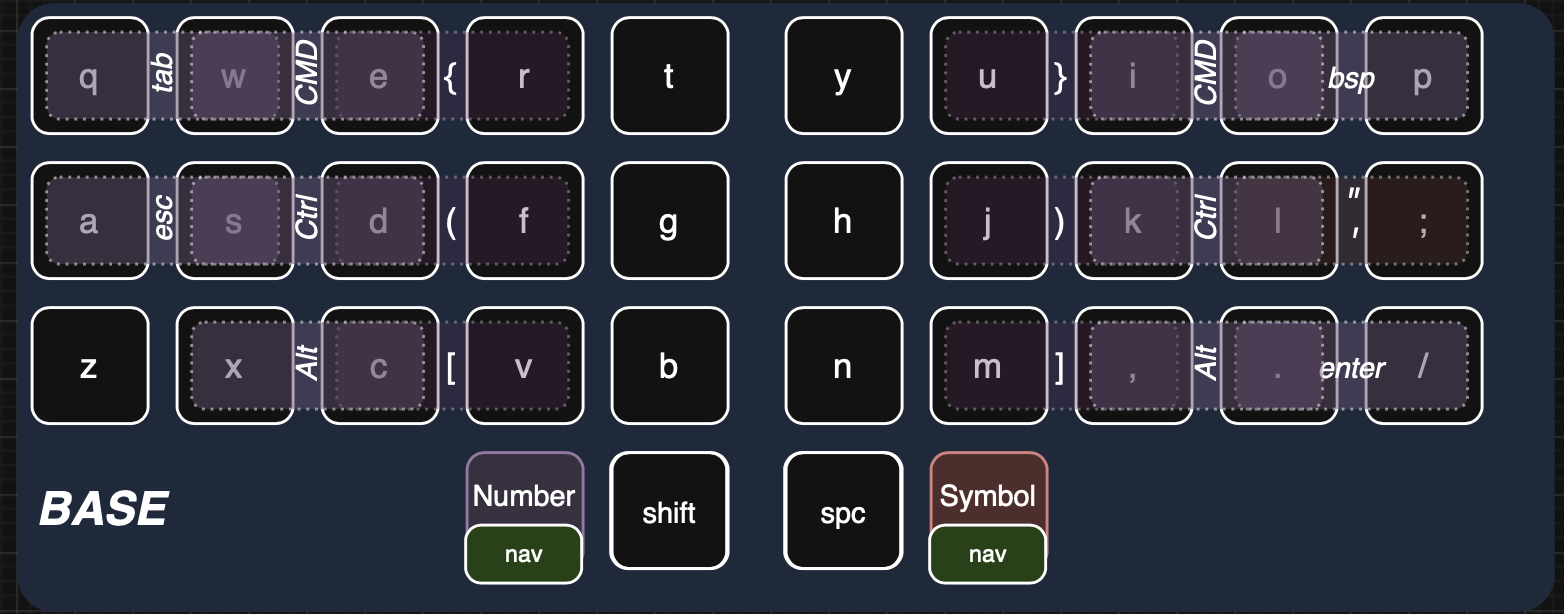 q tab w CMD e { r t y u } i CMD o bsp p
a esc s Ctrl d ( f g h j ) k Ctrl l " , ;
z x Alt c [ v b n m ] , Alt . enter /
BASE Number shift spc Symbol
nav nav